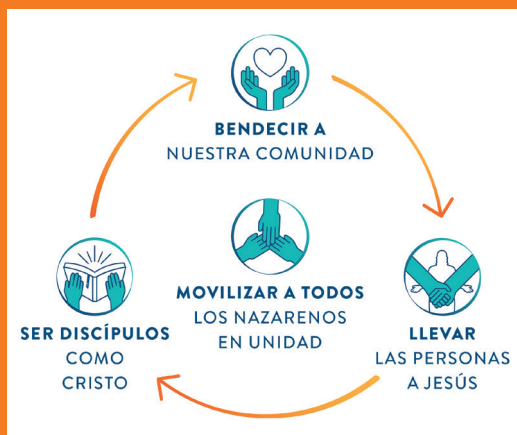 BENDECIR A
NUESTRA COMUNIDAD
MOVILIZAR A TODOS
LOS NAZARENOS
EN UNIDAD
LLEVAR
LAS PERSONAS
A JESÚS
SER DISCÍPULOS
COMO
CRISTO